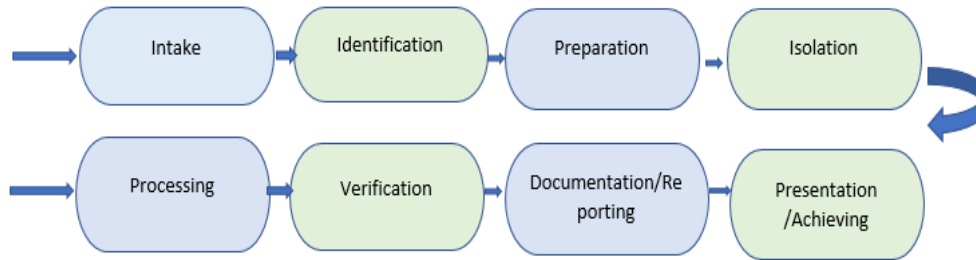 Intake
Identification
Preparation
Isolation
Processing
Verification
Documentation/Re
porting
Presentation
/Achieving